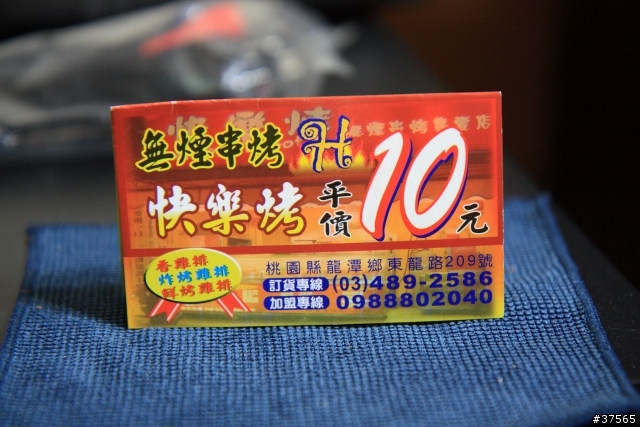 無煙串烤 H
快樂烤 平價 10元
香雞排
炸烤雞排
鮮烤雞排
桃園縣龍潭鄉東龍路209號
訂貨專線 (03)489-2586
加盟專線 0988802040
#37565